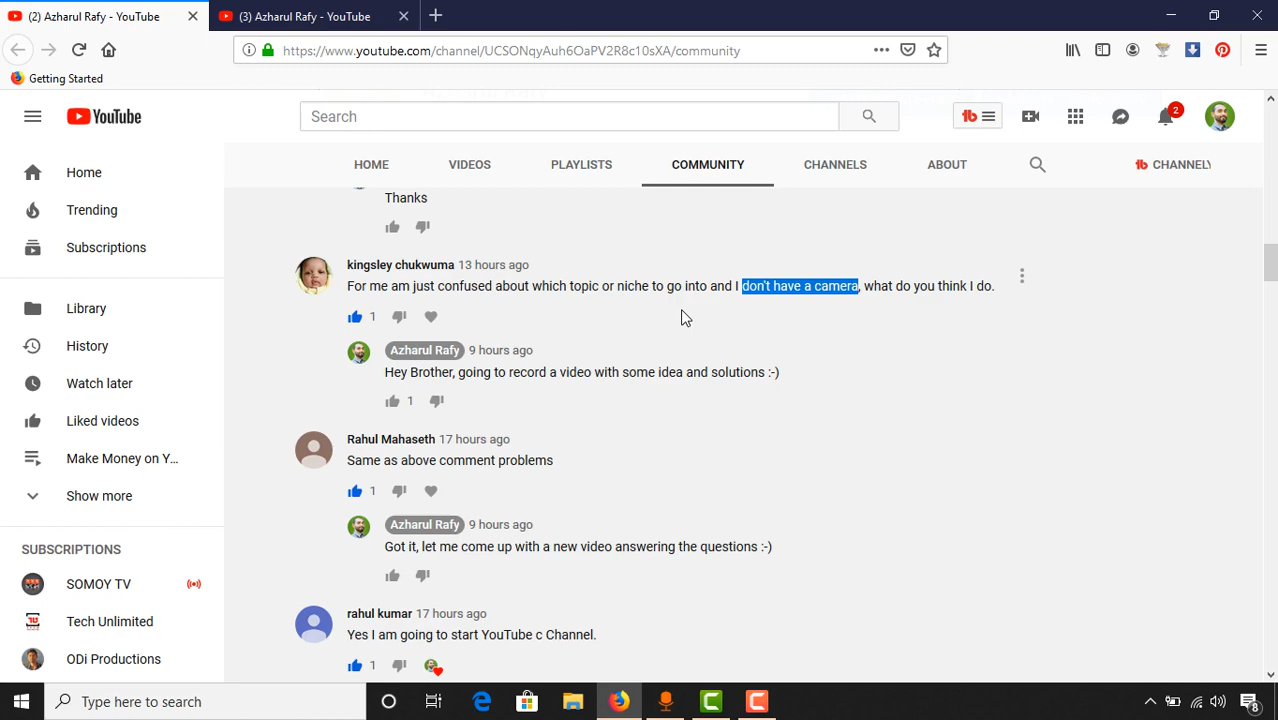 (2) Azharul Rafy - YouTube
(3) Azharul Rafy - YouTube
https://www.youtube.com/channel/UCSONqyAuh6OaPV2R8c10sXA/community
Getting Started
YouTube
Search
tb
2
HOME
VIDEOS
PLAYLISTS
COMMUNITY
CHANNELS
ABOUT
tb CHANNELY
Home
Trending
Subscriptions
Library
History
Watch later
Liked videos
Make Money on Y...
Show more
SUBSCRIPTIONS
SOMOY TV
Tech Unlimited
ODi Productions
Thanks
kingsley chukwuma 13 hours ago
For me am just confused about which topic or niche to go into and I don't have a camera, what do you think I do.
1
Azharul Rafy 9 hours ago
Hey Brother, going to record a video with some idea and solutions :-)
1
Rahul Mahaseth 17 hours ago
Same as above comment problems
1
Azharul Rafy 9 hours ago
Got it, let me come up with a new video answering the questions :-)
rahul kumar 17 hours ago
Yes I am going to start YouTube c Channel.
1
Type here to search
8